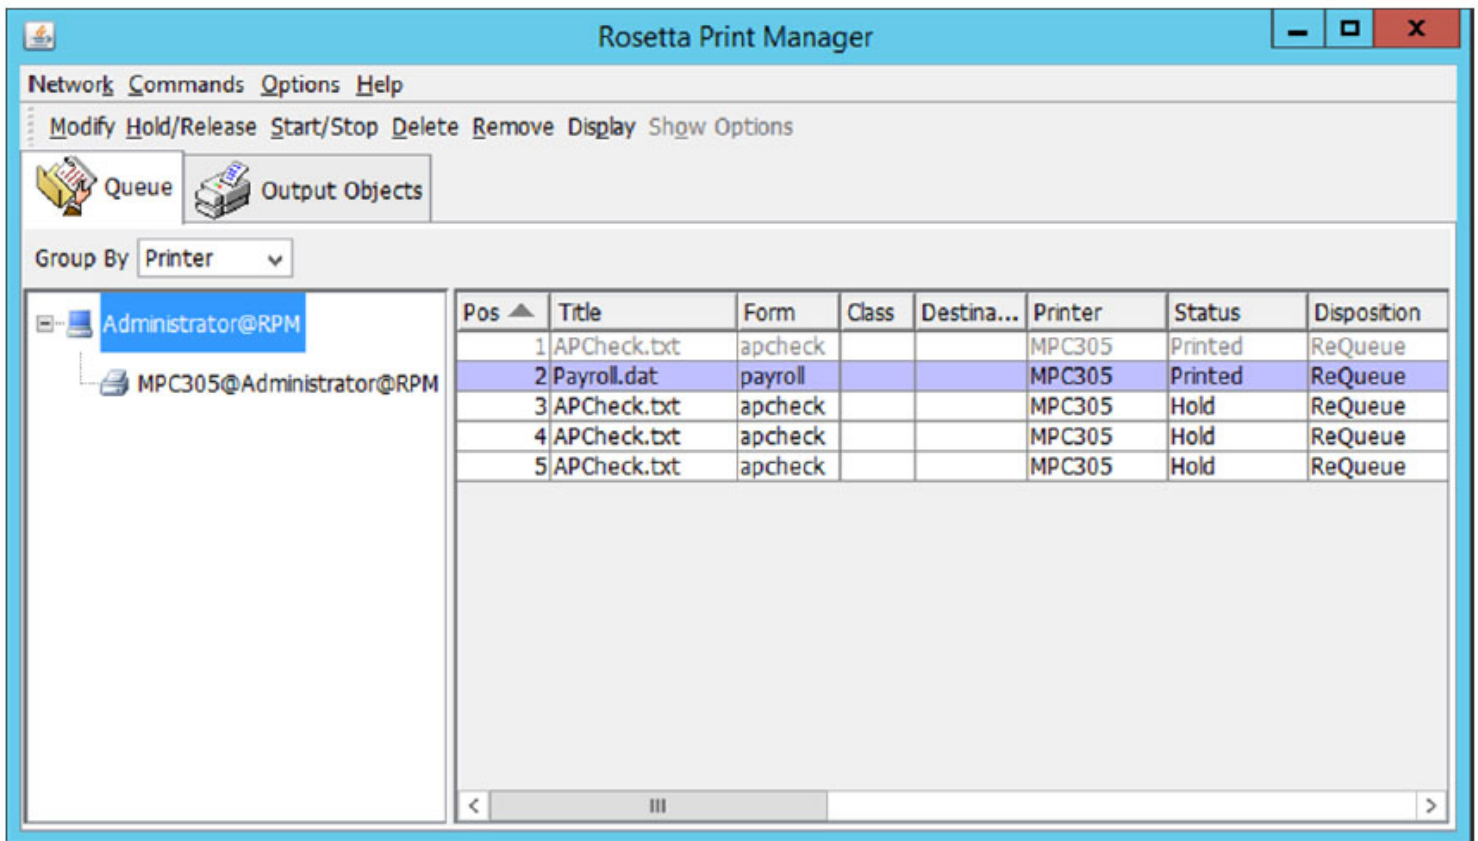 Rosetta Print Manager
Network Commands Options Help
Modify Hold/Release Start/Stop Delete Remove Display Show Options
Queue Output Objects
Group By Printer
Administrator@RPM
MPC305@Administrator@RPM
Pos Title Form Class Destina... Printer Status Disposition
1 APCheck.txt apcheck MPC305 Printed ReQueue
2 Payroll.dat payroll MPC305 Printed ReQueue
3 APCheck.txt apcheck MPC305 Hold ReQueue
4 APCheck.txt apcheck MPC305 Hold ReQueue
5 APCheck.txt apcheck MPC305 Hold ReQueue